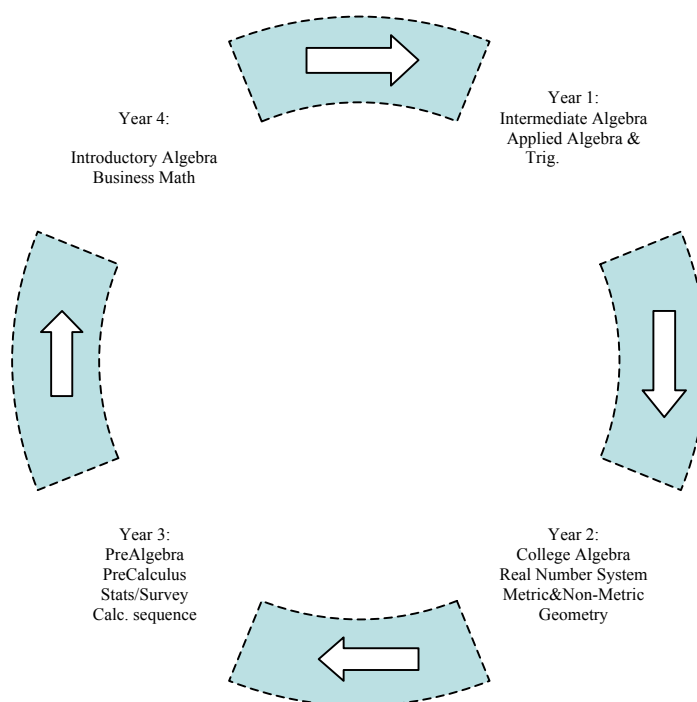 Year 4:
Introductory Algebra
Business Math
Year 1:
Intermediate Algebra
Applied Algebra &
Trig.
Year 3:
PreAlgebra
PreCalculus
Stats/Survey
Calc. sequence
Year 2:
College Algebra
Real Number System
Metric&Non-Metric
Geometry